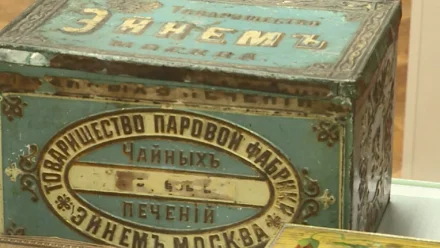 ТОВАРИЩЕСТВО
ЭЙНЕМЪ
МОСКВА
ТОВАРИЩЕСТВО ПАРОВОЙ ФАБРИКИ
ЧАЙНЫХЪ
ПЕЧЕНІЙ
ЭЙНЕМЪ МОСКВА